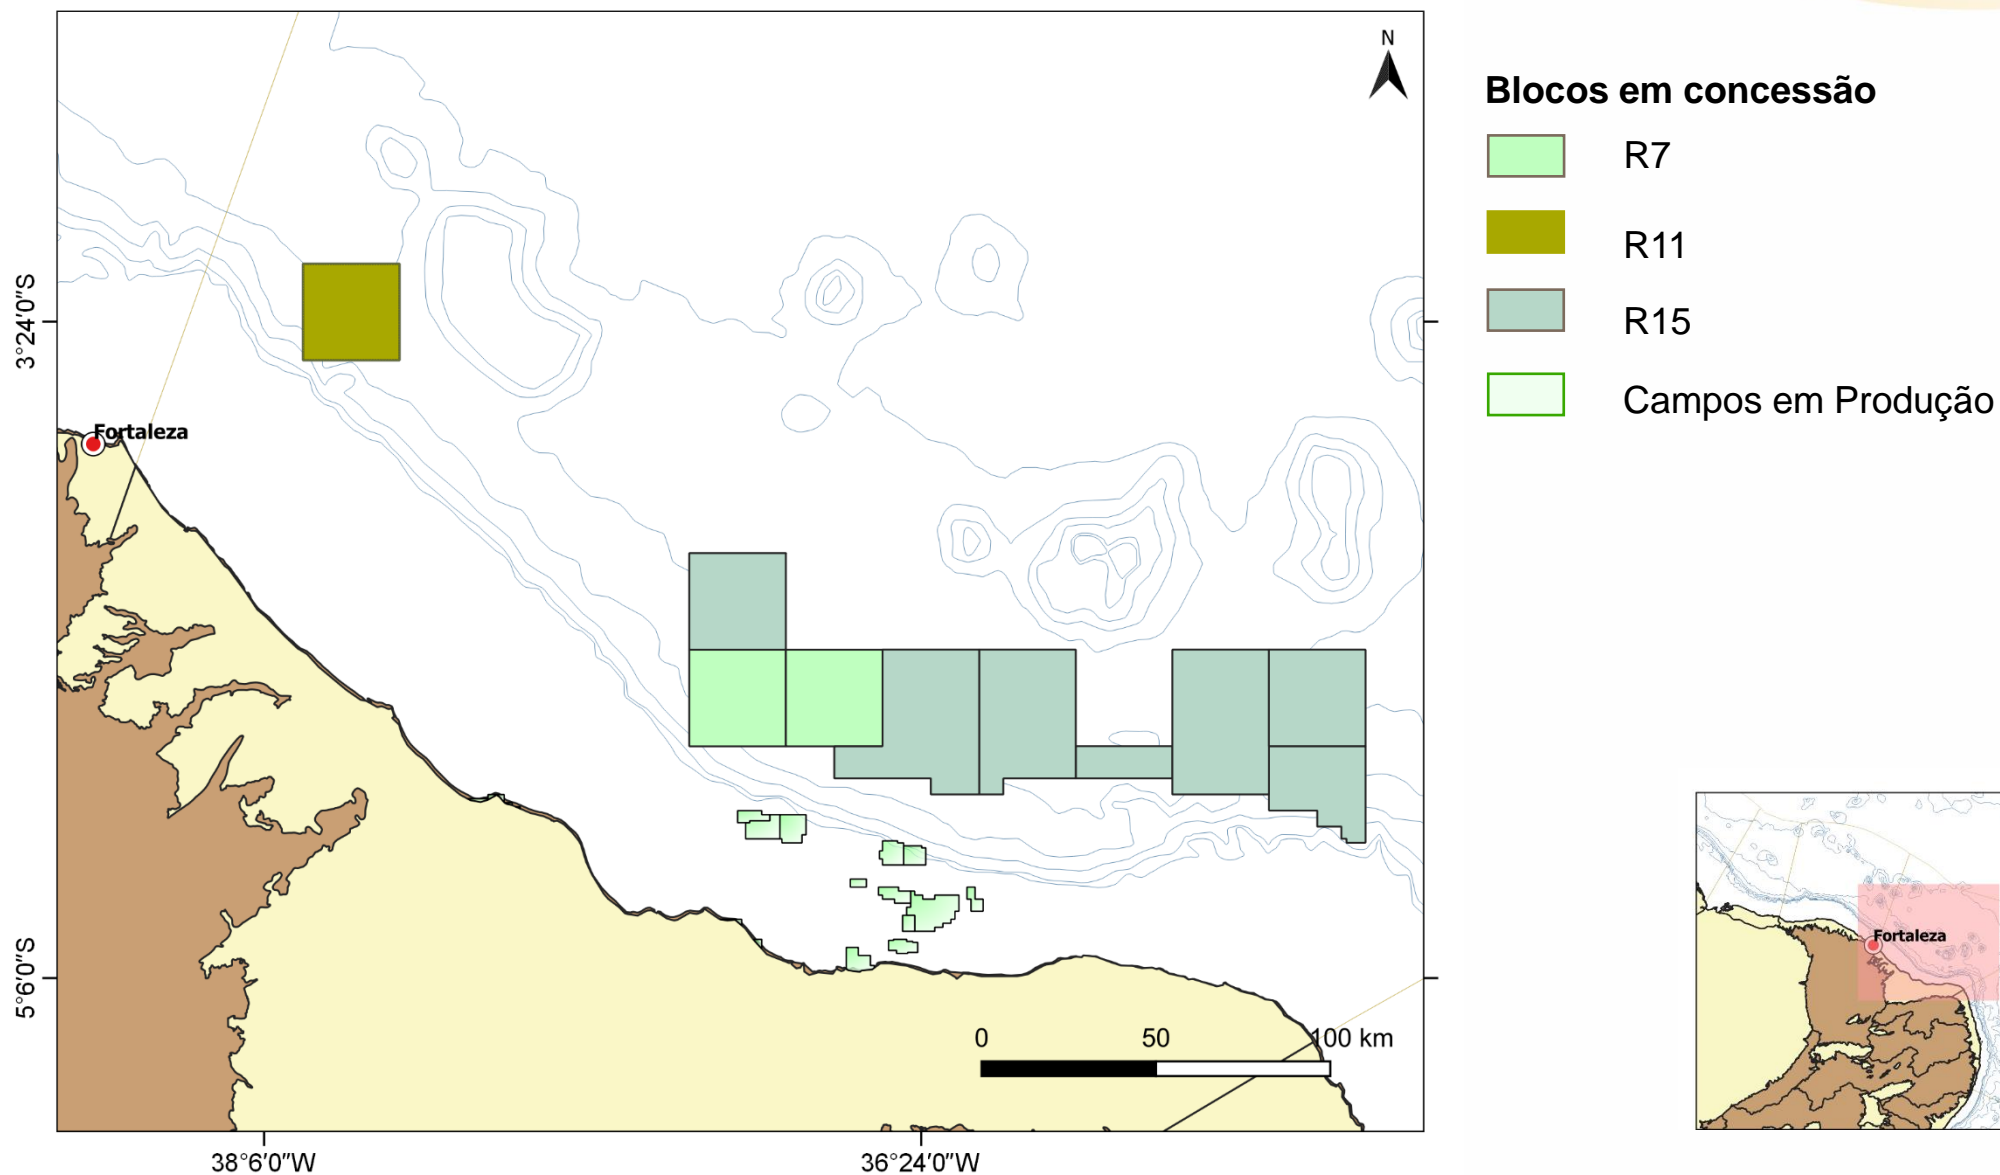 N
Blocos em concessão
R7
R11
R15
Campos em Produção
3°24'0"S
Fortaleza
5°6'0"S
0 50 100 km
38°6'0"W
36°24'0"W
Fortaleza